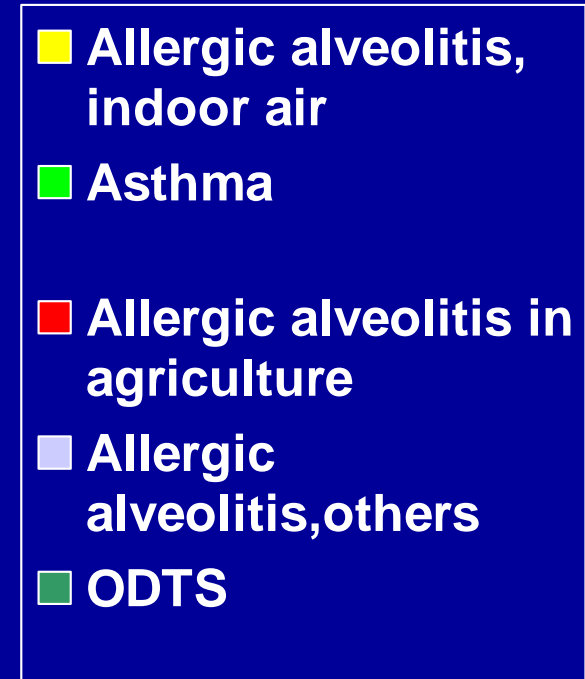 Allergic alveolitis,
indoor air
Asthma
Allergic alveolitis in
agriculture
Allergic
alveolitis,others
ODTS